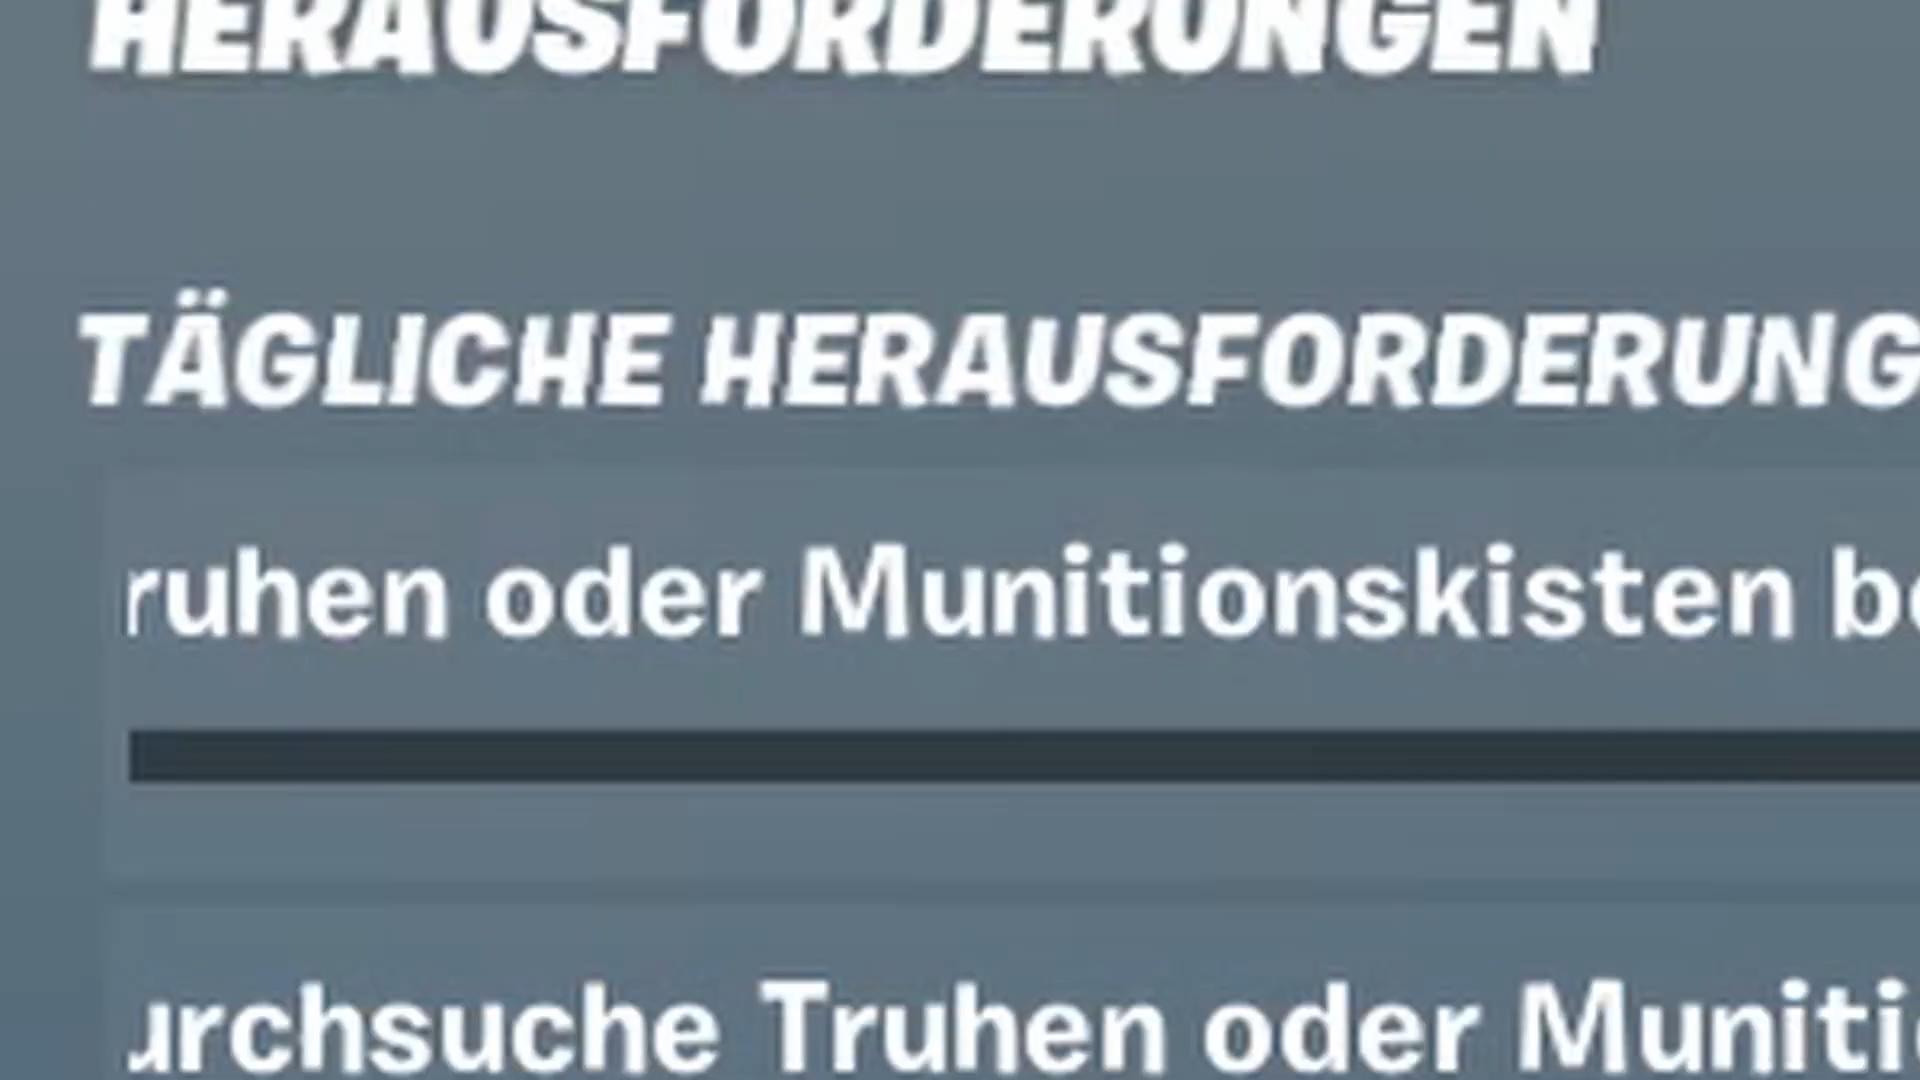 HERAUSFORDERUNGEN
TÄGLICHE HERAUSFORDERUNG
ruhen oder Munitionskisten be
urchsuche Truhen oder Muniti